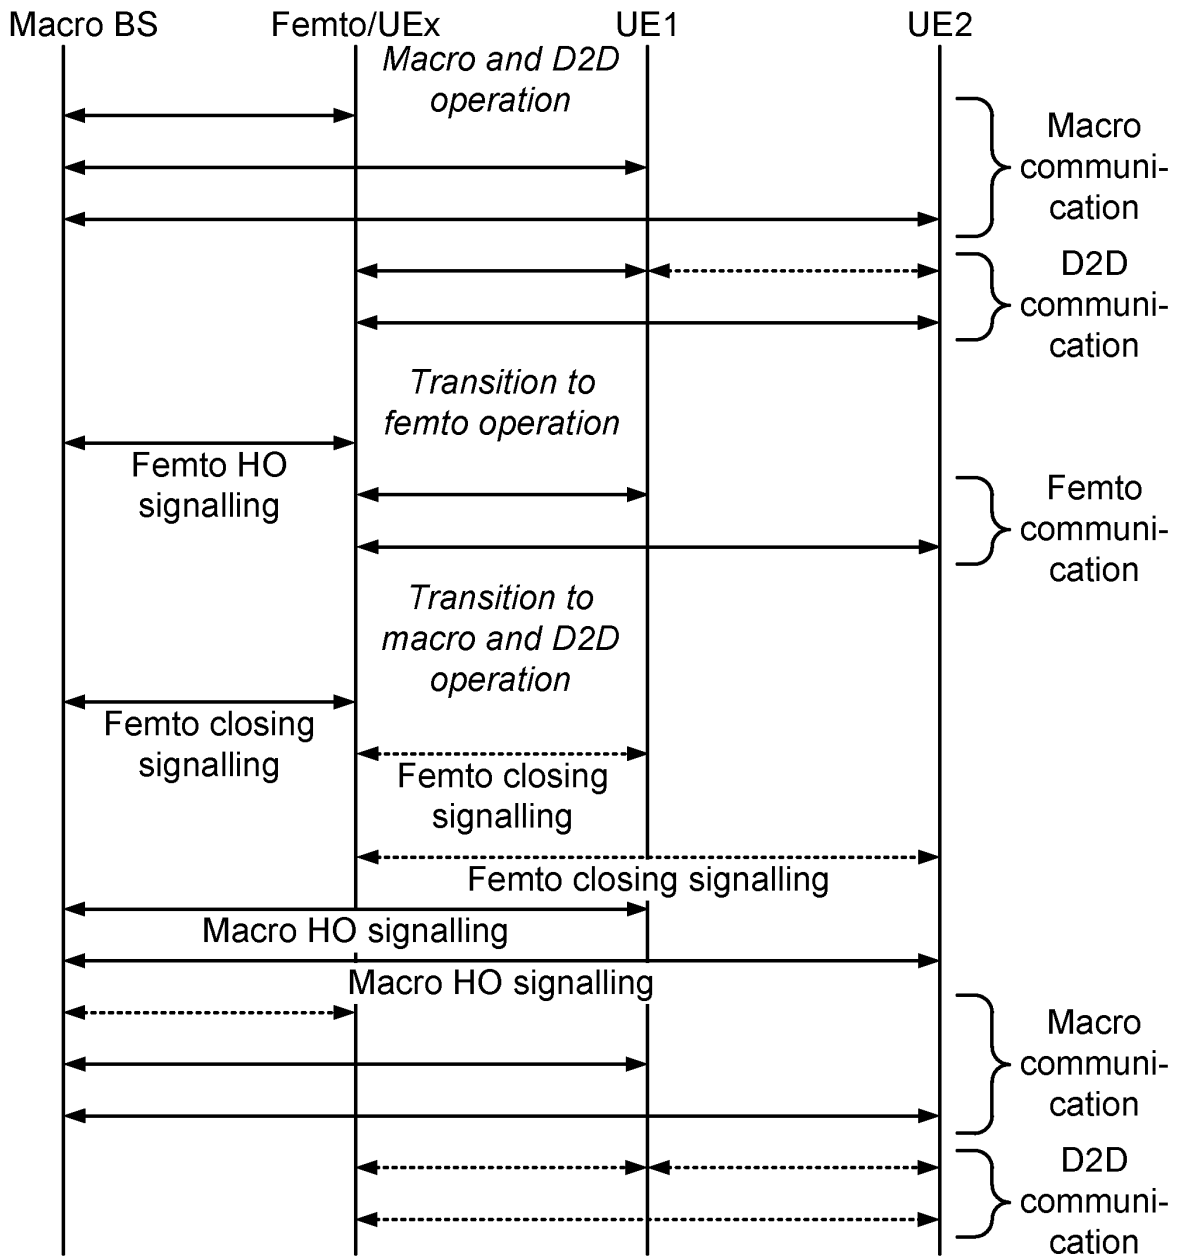 Macro BS
Femto/UEx
UE1
UE2
Macro and D2D
operation
Macro
communi-
cation
D2D
communi-
cation
Transition to
femto operation
Femto HO
signalling
Femto
communi-
cation
Transition to
macro and D2D
operation
Femto closing
signalling
Femto closing
signalling
Femto closing signalling
Macro HO signalling
Macro HO signalling
Macro
communi-
cation
D2D
communi-
cation